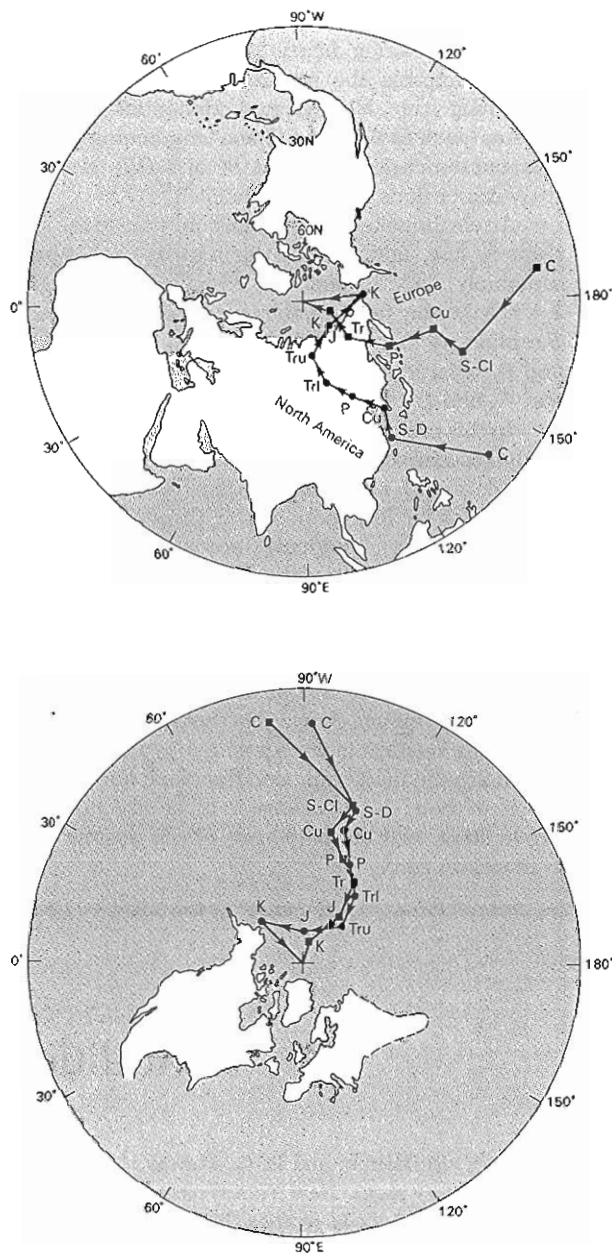 90˚W
60˚
120˚
30˚
30N
150˚
60N
0˚
K
Europe
C
180˚
K
J
P
Tr
Cu
Tru
P
S-Cl
Trl
?
Cu
North America
S-D
C
30˚
150˚
60˚
120˚
90˚E
90˚W
60˚
120˚
C
C
30˚
S-Cl
S-D
150˚
Cu
Cu
P
P
Tr
Trl
K
J
J
Tru
K
0˚
180˚
30˚
150˚
60˚
120˚
90˚E